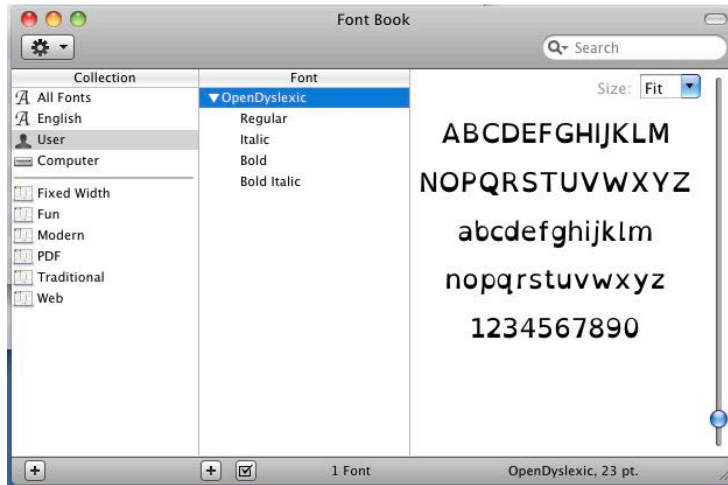 Font Book
Search
Collection
All Fonts
English
User
Computer
Fixed Width
Fun
Modern
PDF
Traditional
Web
Font
OpenDyslexic
Regular
Italic
Bold
Bold Italic
Size: Fit
ABCDEFGHIJKLM
NOPQRSTUVWXYZ
abcdefghijklm
nopqrstuvwxyz
1234567890
1 Font
OpenDyslexic, 23 pt.